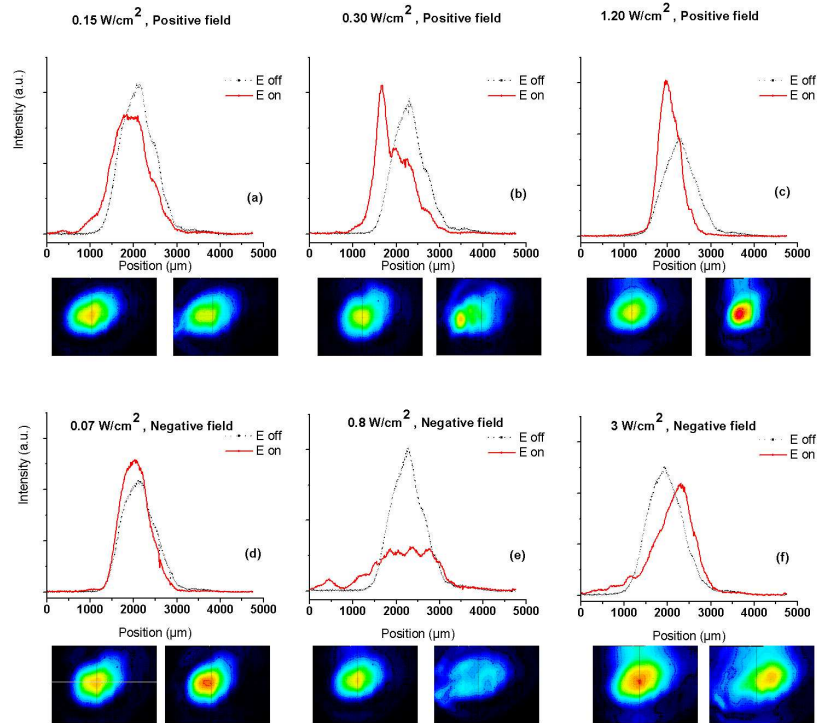 0.15 W/cm2 , Positive field
0.30 W/cm2 , Positive field
1.20 W/cm2 , Positive field
E off
E on
E off
E on
E off
E on
Intensity (a.u.)
(a)
(b)
(c)
0 1000 2000 3000 4000 5000
0 1000 2000 3000 4000 5000
0 1000 2000 3000 4000 5000
Position (µm)
Position (µm)
Position (µm)
0.07 W/cm2 , Negative field
0.8 W/cm2 , Negative field
3 W/cm2 , Negative field
E off
E on
E off
E on
E off
E on
Intensity (a.u.)
(d)
(e)
(f)
0 1000 2000 3000 4000 5000
0 1000 2000 3000 4000 5000
0 1000 2000 3000 4000 5000
Position (µm)
Position (µm)
Position (µm)